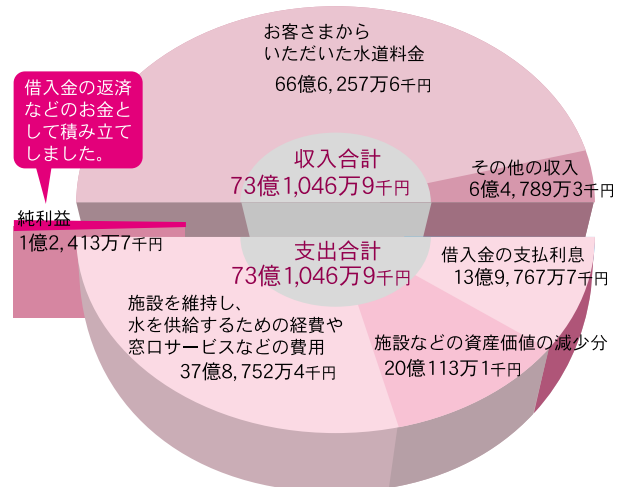 お客さまから
いただいた水道料金
66億6,257万6千円
借入金の返済
などのお金と
して積み立て
しました。
収入合計
73億1,046万9千円
その他の収入
6億4,789万3千円
純利益
1億2,413万7千円
支出合計
73億1,046万9千円
借入金の支払利息
13億9,767万7千円
施設を維持し、
水を供給するための経費や
窓口サービスなどの費用
37億8,752万4千円
施設などの資産価値の減少分
20億113万1千円